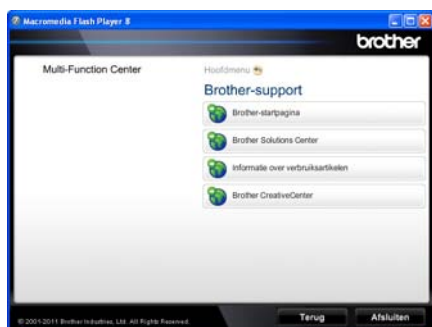 Macromedia Flash Player 8
brother
Multi-Function Center
Hoofdmenu
Brother-support
Brother-startpagina
Brother Solutions Center
Informatie over verbruiksartikelen
Brother CreativeCenter
© 2001-2011 Brother Industries, Ltd. All Rights Reserved.
Terug
Afsluiten